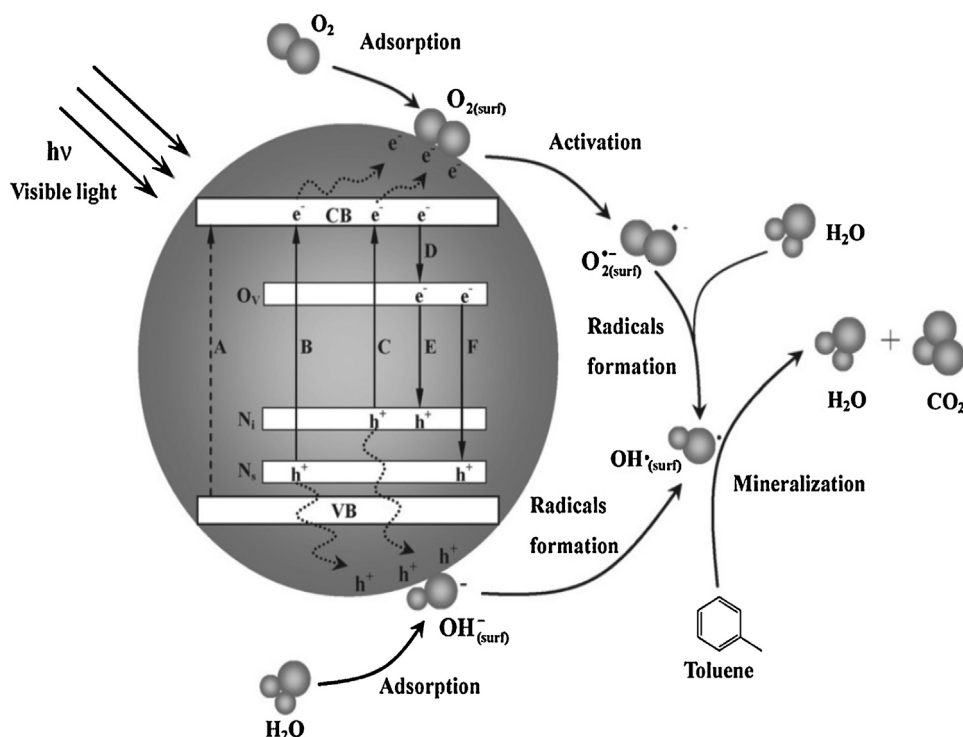 O₂
Adsorption
O₂(surf)
e⁻
e⁻
e⁻
Activation
hν
Visible light
e⁻ CB e⁻ e⁻
D
O•⁻₂(surf)
• -
H₂O
Oᵥ
e⁻ e⁻
Radicals
formation
A B C E F
H₂O + CO₂
Nᵢ
h⁺ h⁺
OH•(surf)
•
Nₛ
h⁺ h⁺
Mineralization
VB
Radicals
formation
h⁺ h⁺ h⁺
-
OH⁻(surf)
Adsorption
H₂O
Toluene